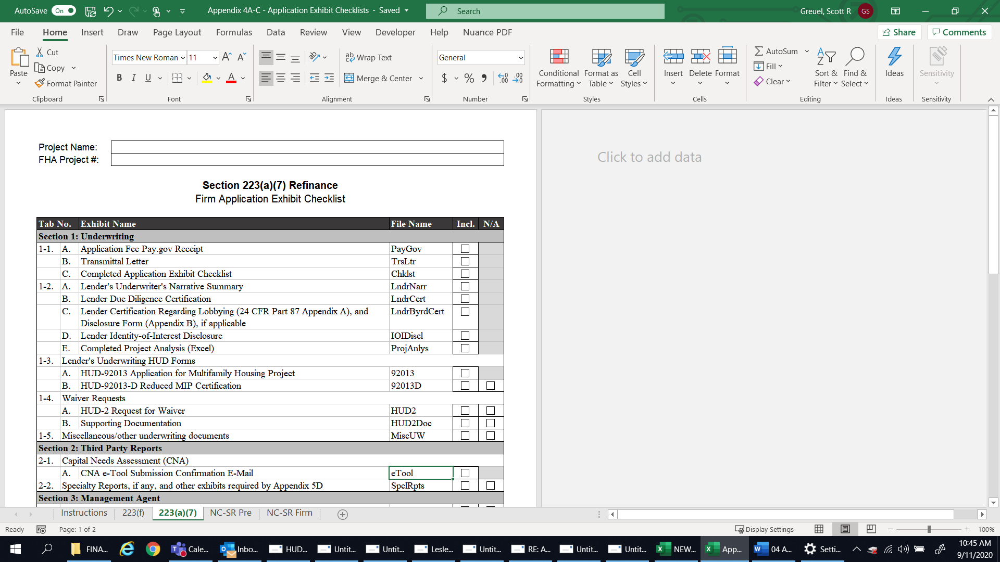 AutoSave On Appendix 4A-C - Application Exhibit Checklists - Saved Search Greuel, Scott R GS
File Home Insert Draw Page Layout Formulas Data Review View Developer Help Nuance PDF Share Comments
Paste Cut Copy Format Painter Clipboard
Times New Roman 11 A A B I U A Font
ab Wrap Text Merge & Center Alignment
General $ % 9 .00 .00 Number
Conditional Formatting Format as Table Cell Styles Styles
Insert Delete Format Cells
AutoSum Fill Clear Sort & Filter Find & Select Editing
Ideas Ideas
Sensitivity Sensitivity
Project Name:
FHA Project #:
Click to add data
Section 223(a)(7) Refinance
Firm Application Exhibit Checklist
Tab No. Exhibit Name File Name Incl. N/A
Section 1: Underwriting
1-1. A. Application Fee Pay.gov Receipt PayGov
B. Transmittal Letter TrsLtr
C. Completed Application Exhibit Checklist Chklst
1-2. A. Lender's Underwriter's Narrative Summary LndrNarr
B. Lender Due Diligence Certification LndrCert
C. Lender Certification Regarding Lobbying (24 CFR Part 87 Appendix A), and LndrByrdCert
Disclosure Form (Appendix B), if applicable
D. Lender Identity-of-Interest Disclosure IOIDiscl
E. Completed Project Analysis (Excel) ProjAnlys
1-3. Lender's Underwriting HUD Forms
A. HUD-92013 Application for Multifamily Housing Project 92013
B. HUD-92013-D Reduced MIP Certification 92013D
1-4. Waiver Requests
A. HUD-2 Request for Waiver HUD2
B. Supporting Documentation HUD2Doc
1-5. Miscellaneous/other underwriting documents MiscUW
Section 2: Third Party Reports
2-1. Capital Needs Assessment (CNA)
A. CNA e-Tool Submission Confirmation E-Mail eTool
2-2. Specialty Reports, if any, and other exhibits required by Appendix 5D SpclRpts
Section 3: Management Agent
Instructions 223(f) 223(a)(7) NC-SR Pre NC-SR Firm
Ready Page: 1 of 2 Display Settings 100%
FINA... Cale... Inbo... HUD... Untit... Untit... Lesle... Untit... RE: A... Untit... Untit... NEW... App... 04 A... Setti... 10:45 AM
9/11/2020